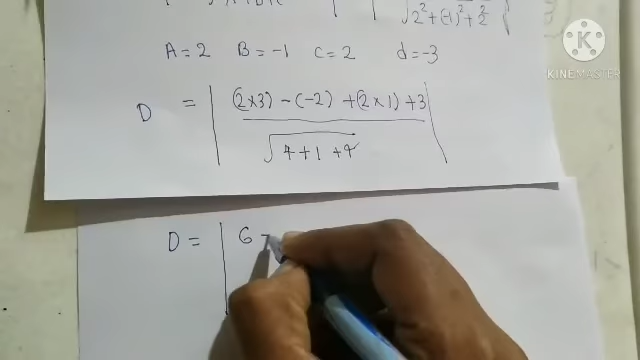 √2²+(-1)²+2²
KINEMASTER
A=2 B=-1 C=2 d=-3
D = | (2×3) -(-2) +(2×1) +3 |
√4+1+4
D = | 6 -